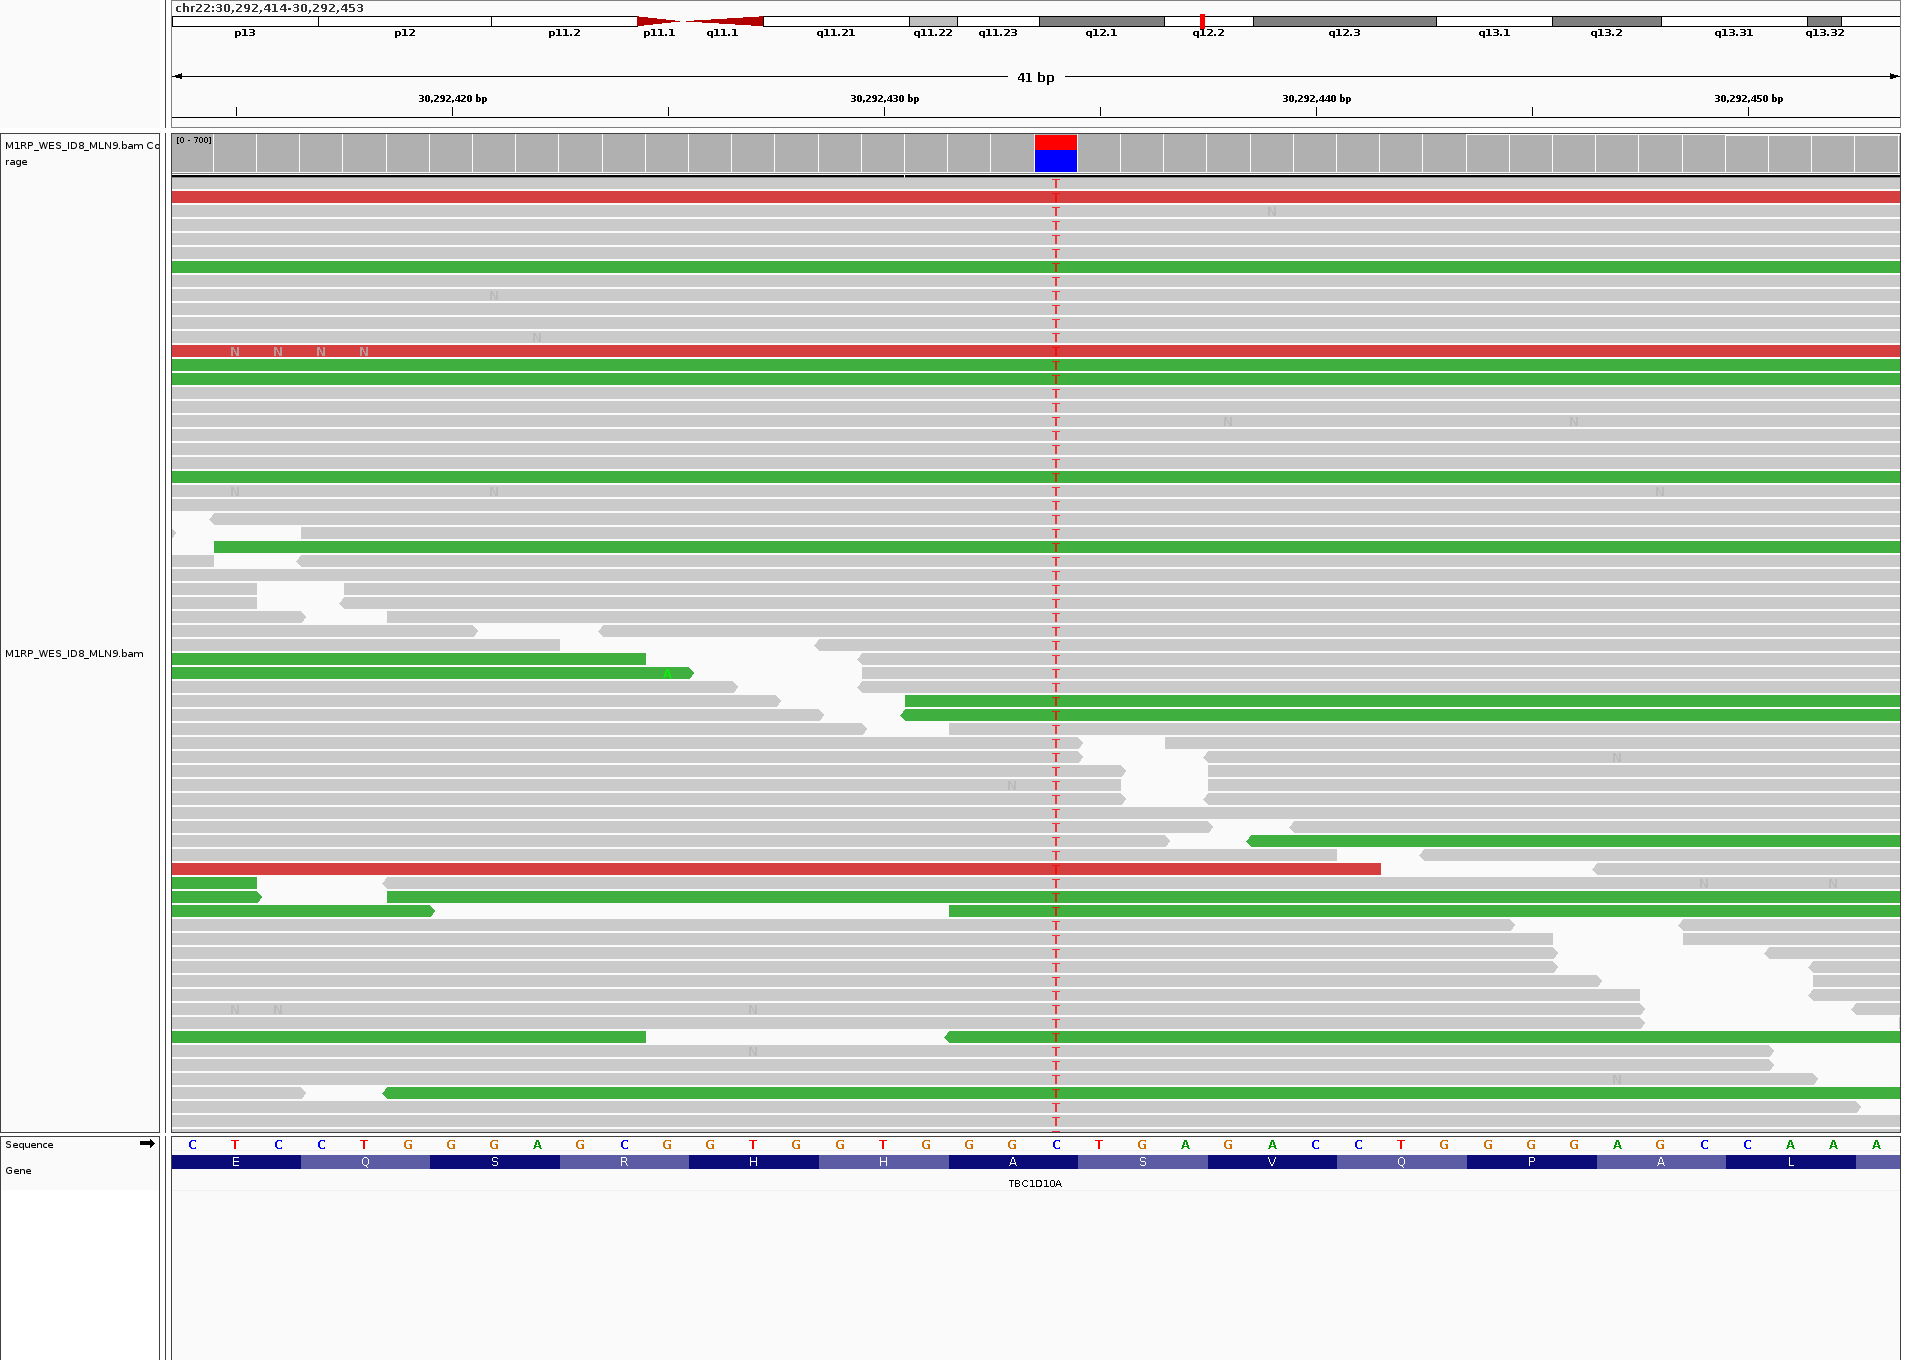 chr22:30,292,414-30,292,453
p13 p12 p11.2 p11.1 q11.1 q11.21 q11.22 q11.23 q12.1 q12.2 q12.3 q13.1 q13.2 q13.31 q13.32
41 bp
30,292,420 bp 30,292,430 bp 30,292,440 bp 30,292,450 bp
M1RP_WES_ID8_MLN9.bam Co
rage
[0 - 700]
T
T
T N
T
T
T
T
T
N T
T
T
N T
N N N N T
T
T
T
T
T N N
T
T
T
T
N N T N
T
T
T
T
T
T
T
T
T
T
T
T
A T
T
T
T
T
T
T N
T
N T
T
T
T
T
T
T
T N N
T
T
T
T
T
T
T
T
N N N T
T
T
N T
T
T N
T
T
T
M1RP_WES_ID8_MLN9.bam
Sequence C T C C T G G G A G C G G T G G T G G G C T G A G A C C T G G G G A G C C A A A
Gene E Q S R H H A S V Q P A L
TBC1D10A